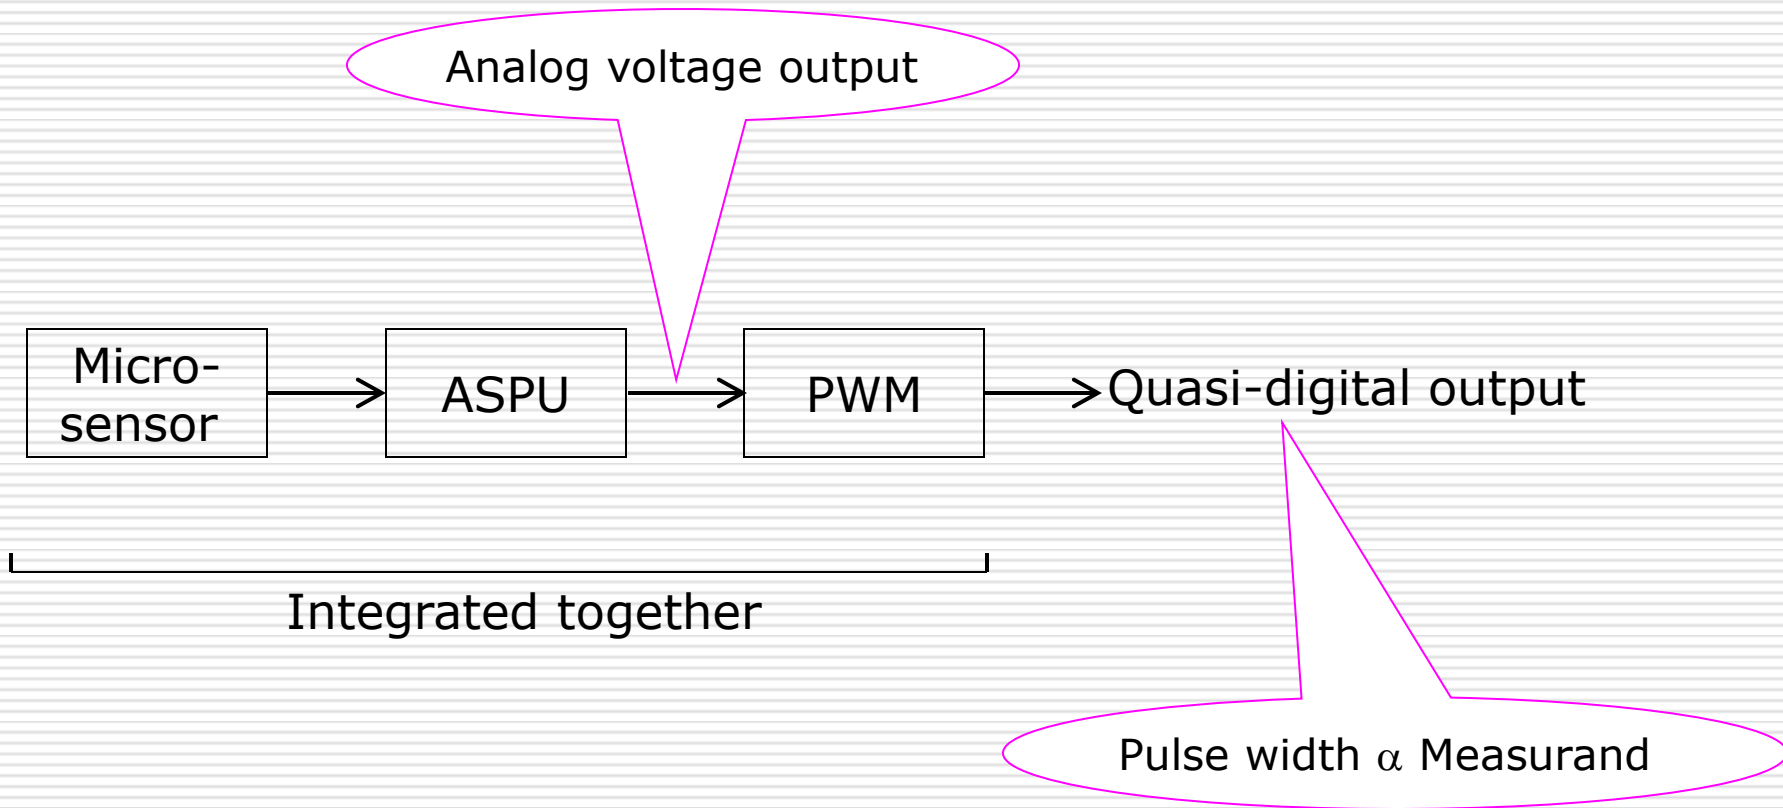 Analog voltage output
Micro-
sensor
ASPU
PWM
Quasi-digital output
Integrated together
Pulse width α Measurand